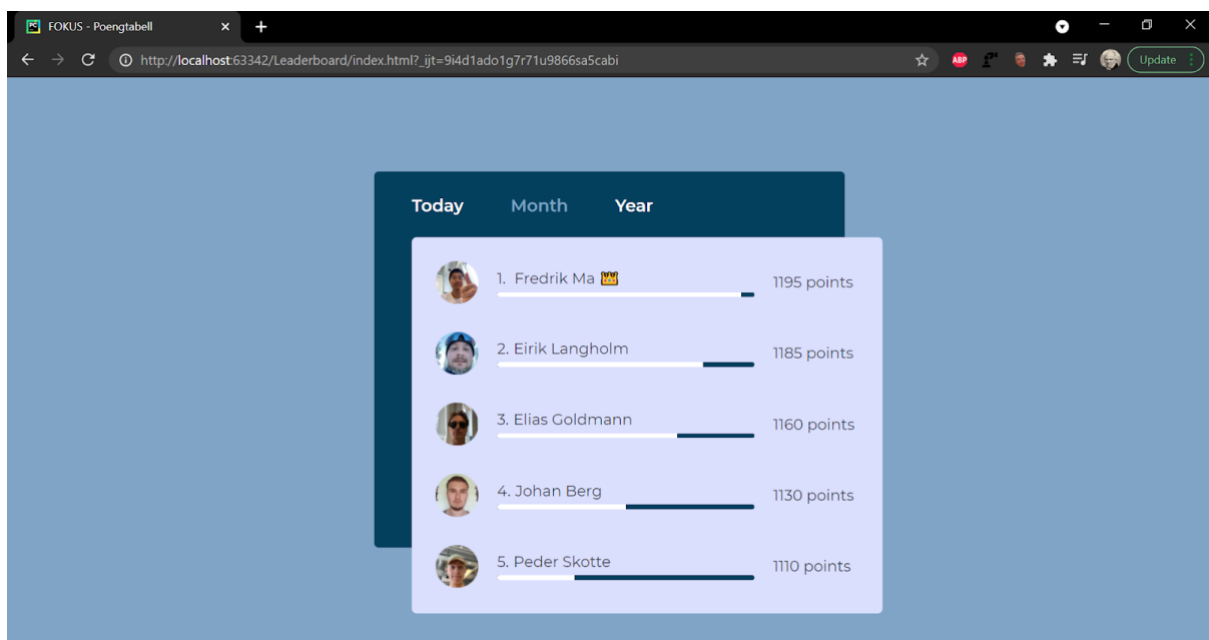 FOKUS - Poengtabell
http://localhost:63342/Leaderboard/index.html?_ijt=9i4d1ado1g7r71u9866sa5cabi
ABP
Update
Today Month Year
1. Fredrik Ma 1195 points
2. Eirik Langholm 1185 points
3. Elias Goldmann 1160 points
4. Johan Berg 1130 points
5. Peder Skotte 1110 points